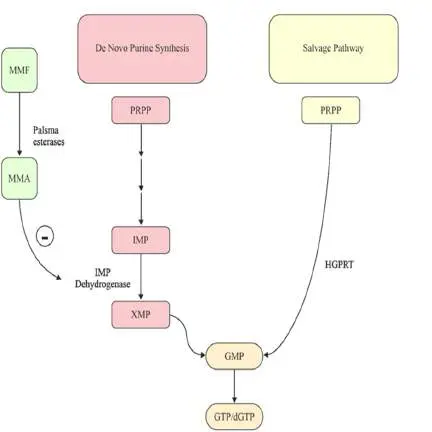 De Novo Purine Synthesis
Salvage Pathway
MMF
PRPP
PRPP
Palsma
esterases
MMA
-
IMP
IMP
Dehydrogenase
HGPRT
XMP
GMP
GTP/dGTP